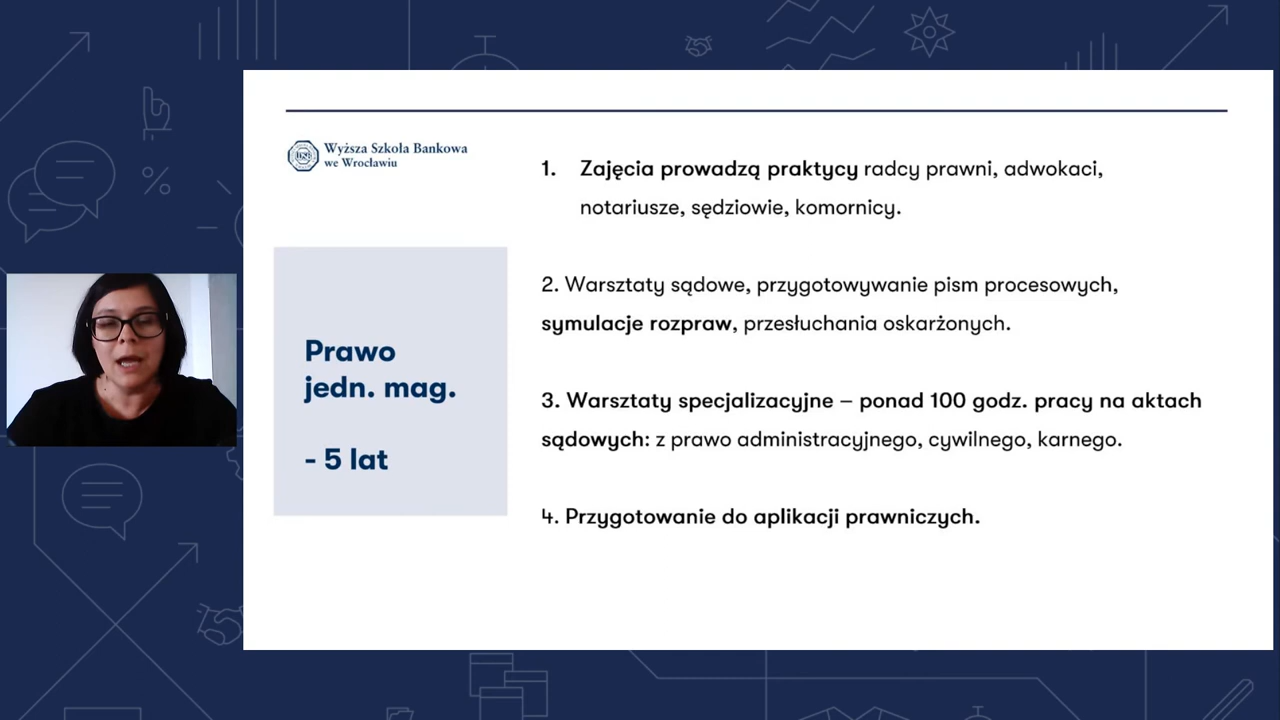 Wyższa Szkoła Bankowa
we Wrocławiu
Prawo
jedn. mag.
- 5 lat
1. Zajęcia prowadzą praktycy radcy prawni, adwokaci,
notariusze, sędziowie, komornicy.
2. Warsztaty sądowe, przygotowywanie pism procesowych,
symulacje rozpraw, przesłuchania oskarżonych.
3. Warsztaty specjalizacyjne – ponad 100 godz. pracy na aktach
sądowych: z prawo administracyjnego, cywilnego, karnego.
4. Przygotowanie do aplikacji prawniczych.